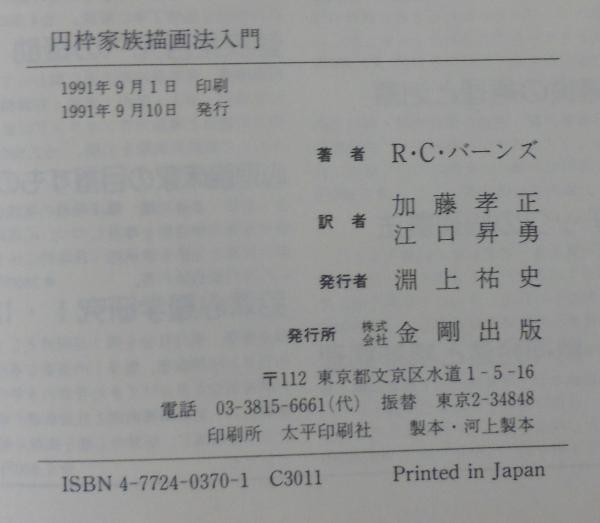 円枠家族描画法入門
1991年9月1日 印刷
1991年9月10日 発行
著者 R・C・バーンズ
訳者 加藤孝正
江口昇勇
発行者 淵上祐史
発行所 株式会社 金剛出版
〒112 東京都文京区水道1-5-16
電話 03-3815-6661(代) 振替 東京2-34848
印刷所 太平印刷社 製本・河上製本
ISBN 4-7724-0370-1 C3011 Printed in Japan